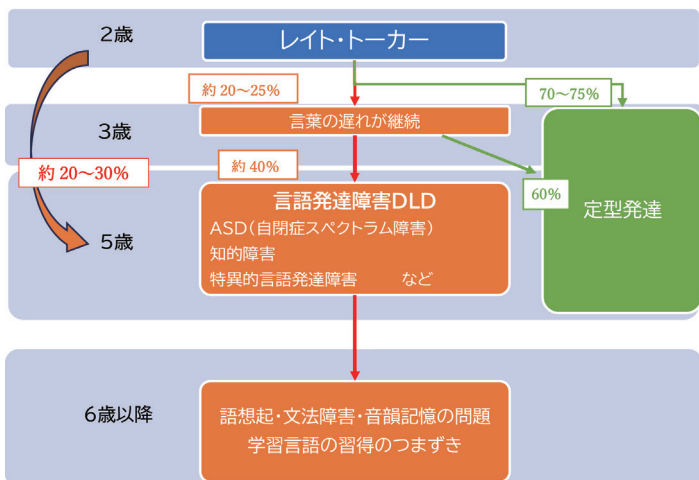 2歳
レイト・トーカー
約 20～25%
70～75%
3歳
言葉の遅れが継続
約 20～30%
約 40%
60%
定型発達
5歳
言語発達障害DLD
ASD(自閉症スペクトラム障害)
知的障害
特異的言語発達障害 など
6歳以降
語想起・文法障害・音韻記憶の問題
学習言語の習得のつまずき